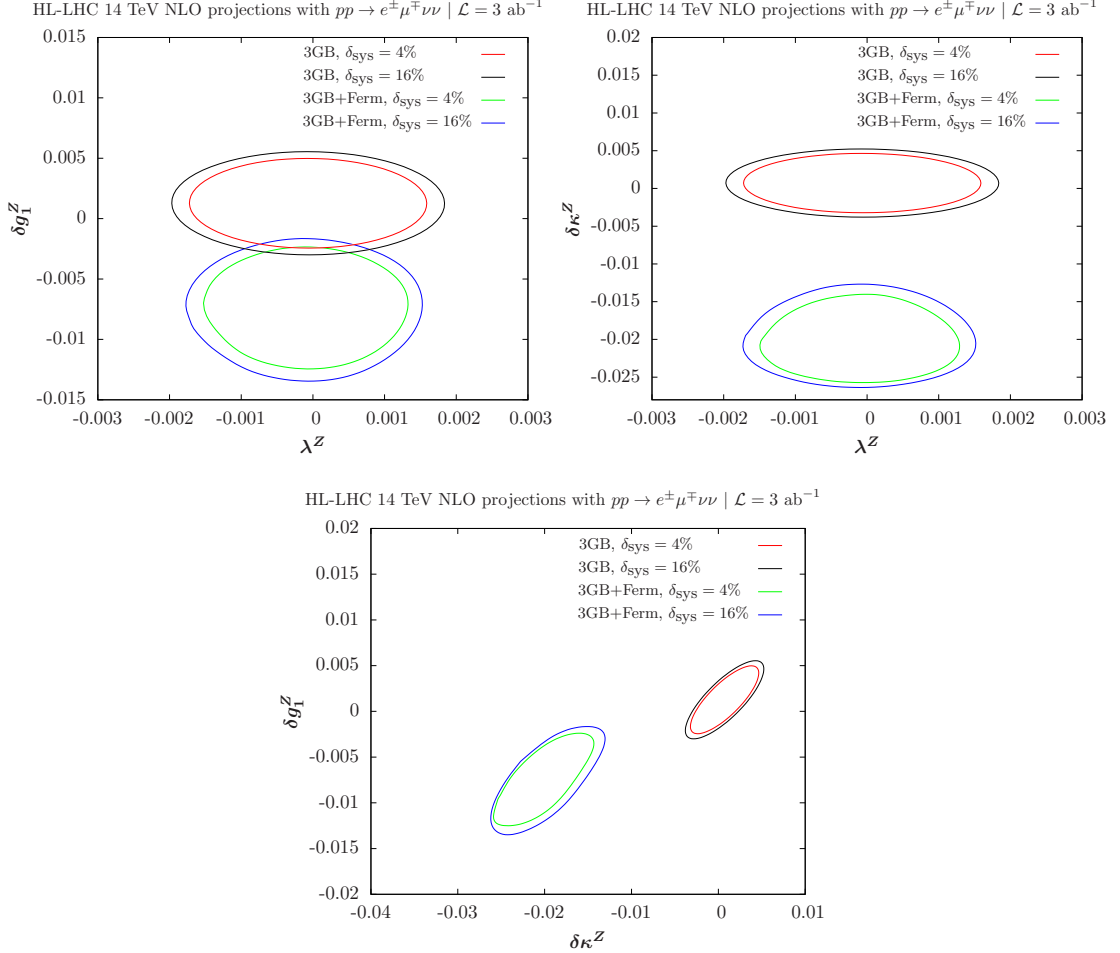 HL-LHC 14 TeV NLO projections with pp → e±μ∓νν | ℒ = 3 ab⁻¹
0.015
0.01
0.005
0
-0.005
-0.01
-0.015
δg₁ᶻ
3GB, δsys = 4%
3GB, δsys = 16%
3GB+Ferm, δsys = 4%
3GB+Ferm, δsys = 16%
-0.003 -0.002 -0.001 0 0.001 0.002 0.003
λᶻ
HL-LHC 14 TeV NLO projections with pp → e±μ∓νν | ℒ = 3 ab⁻¹
0.02
0.015
0.01
0.005
0
-0.005
-0.01
-0.015
-0.02
-0.025
δκᶻ
3GB, δsys = 4%
3GB, δsys = 16%
3GB+Ferm, δsys = 4%
3GB+Ferm, δsys = 16%
-0.003 -0.002 -0.001 0 0.001 0.002 0.003
λᶻ
HL-LHC 14 TeV NLO projections with pp → e±μ∓νν | ℒ = 3 ab⁻¹
0.02
0.015
0.01
0.005
0
-0.005
-0.01
-0.015
-0.02
δg₁ᶻ
3GB, δsys = 4%
3GB, δsys = 16%
3GB+Ferm, δsys = 4%
3GB+Ferm, δsys = 16%
-0.04 -0.03 -0.02 -0.01 0 0.01
δκᶻ